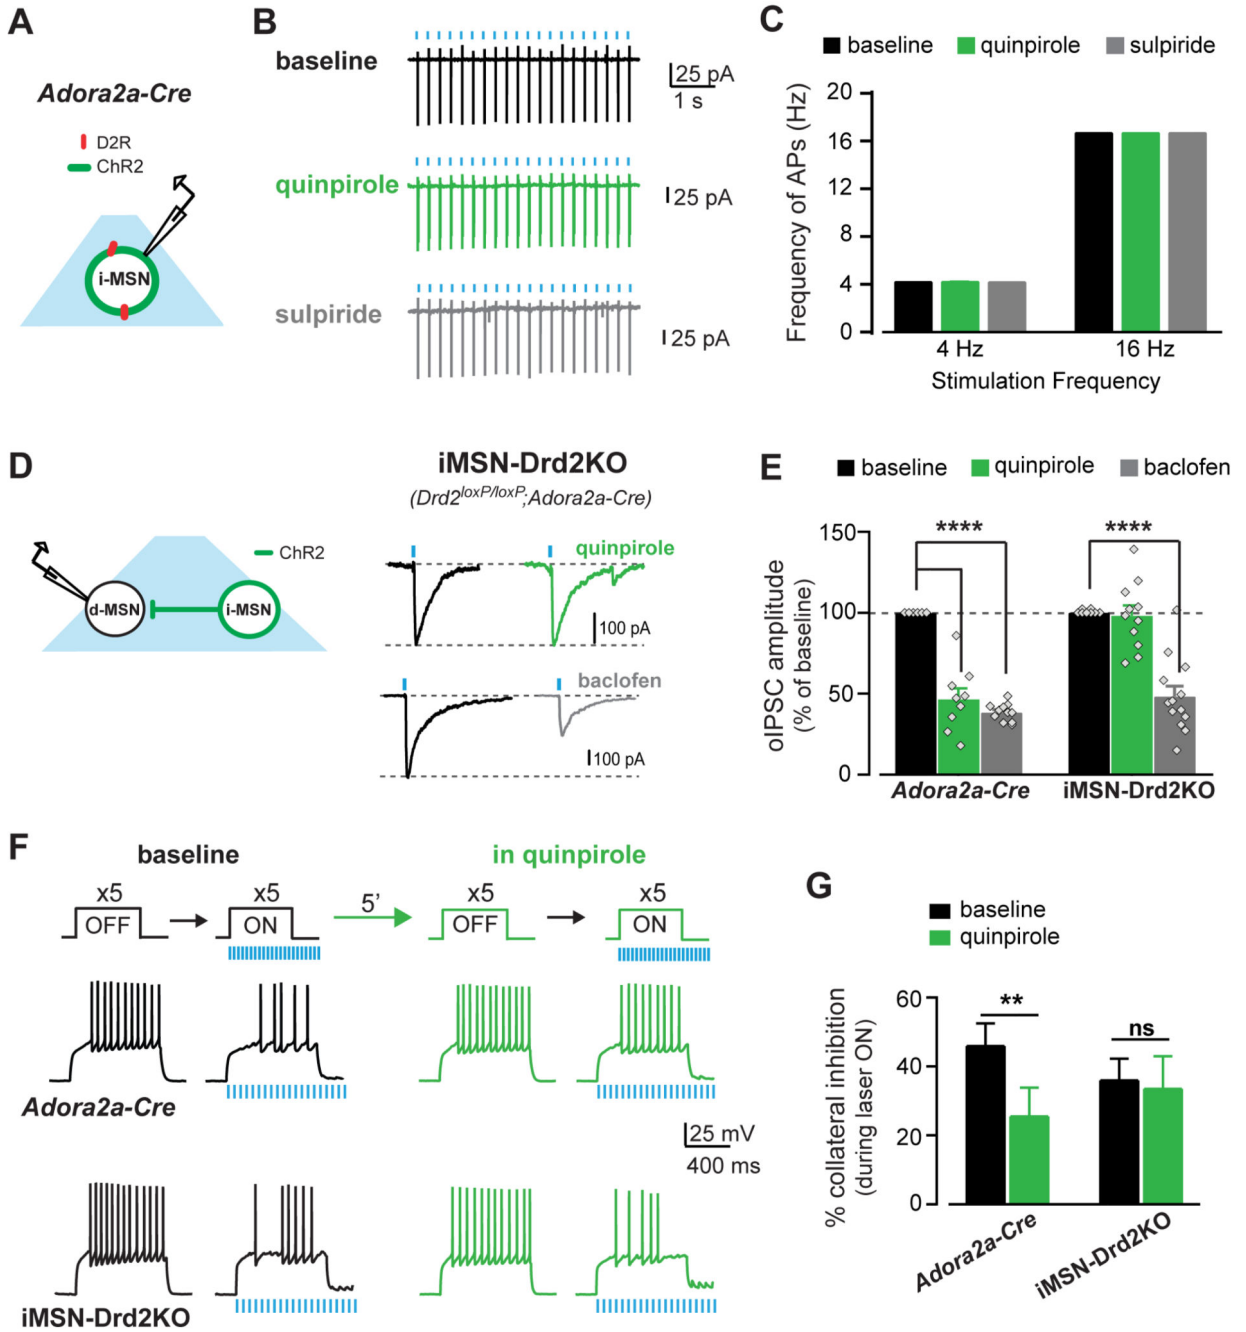 A
Adora2a-Cre
D2R
ChR2
i-MSN
B
baseline
25 pA
1 s
quinpirole
25 pA
sulpiride
25 pA
C
baseline quinpirole sulpiride
Frequency of APs (Hz)
20
16
12
8
4
0
4 Hz 16 Hz
Stimulation Frequency
D
iMSN-Drd2KO
(Drd2loxP/loxP;Adora2a-Cre)
ChR2
d-MSN
i-MSN
quinpirole
100 pA
baclofen
100 pA
E
baseline quinpirole baclofen
oIPSC amplitude
(% of baseline)
150
100
50
0
****
****
Adora2a-Cre iMSN-Drd2KO
F
baseline in quinpirole
x5 x5 5' x5 x5
OFF ON OFF ON
Adora2a-Cre
25 mV
400 ms
iMSN-Drd2KO
G
baseline
quinpirole
% collateral inhibition
(during laser ON)
60
40
20
0
**
ns
Adora2a-Cre
iMSN-Drd2KO